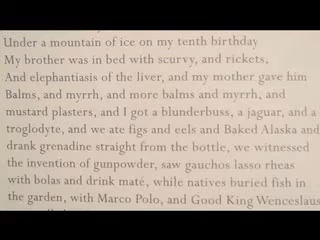 Under a mountain of ice on my tenth birthday
My brother was in bed with scurvy, and rickets,
And elephantiasis of the liver, and my mother gave him
Balms, and myrrh, and more balms and myrrh, and
mustard plasters, and I got a blunderbuss, a jaguar, and a
troglodyte, and we ate figs and eels and Baked Alaska and
drank grenadine straight from the bottle, we witnessed
the invention of gunpowder, saw gauchos lasso rheas
with bolas and drink maté, while natives buried fish in
the garden, with Marco Polo, and Good King Wenceslaus